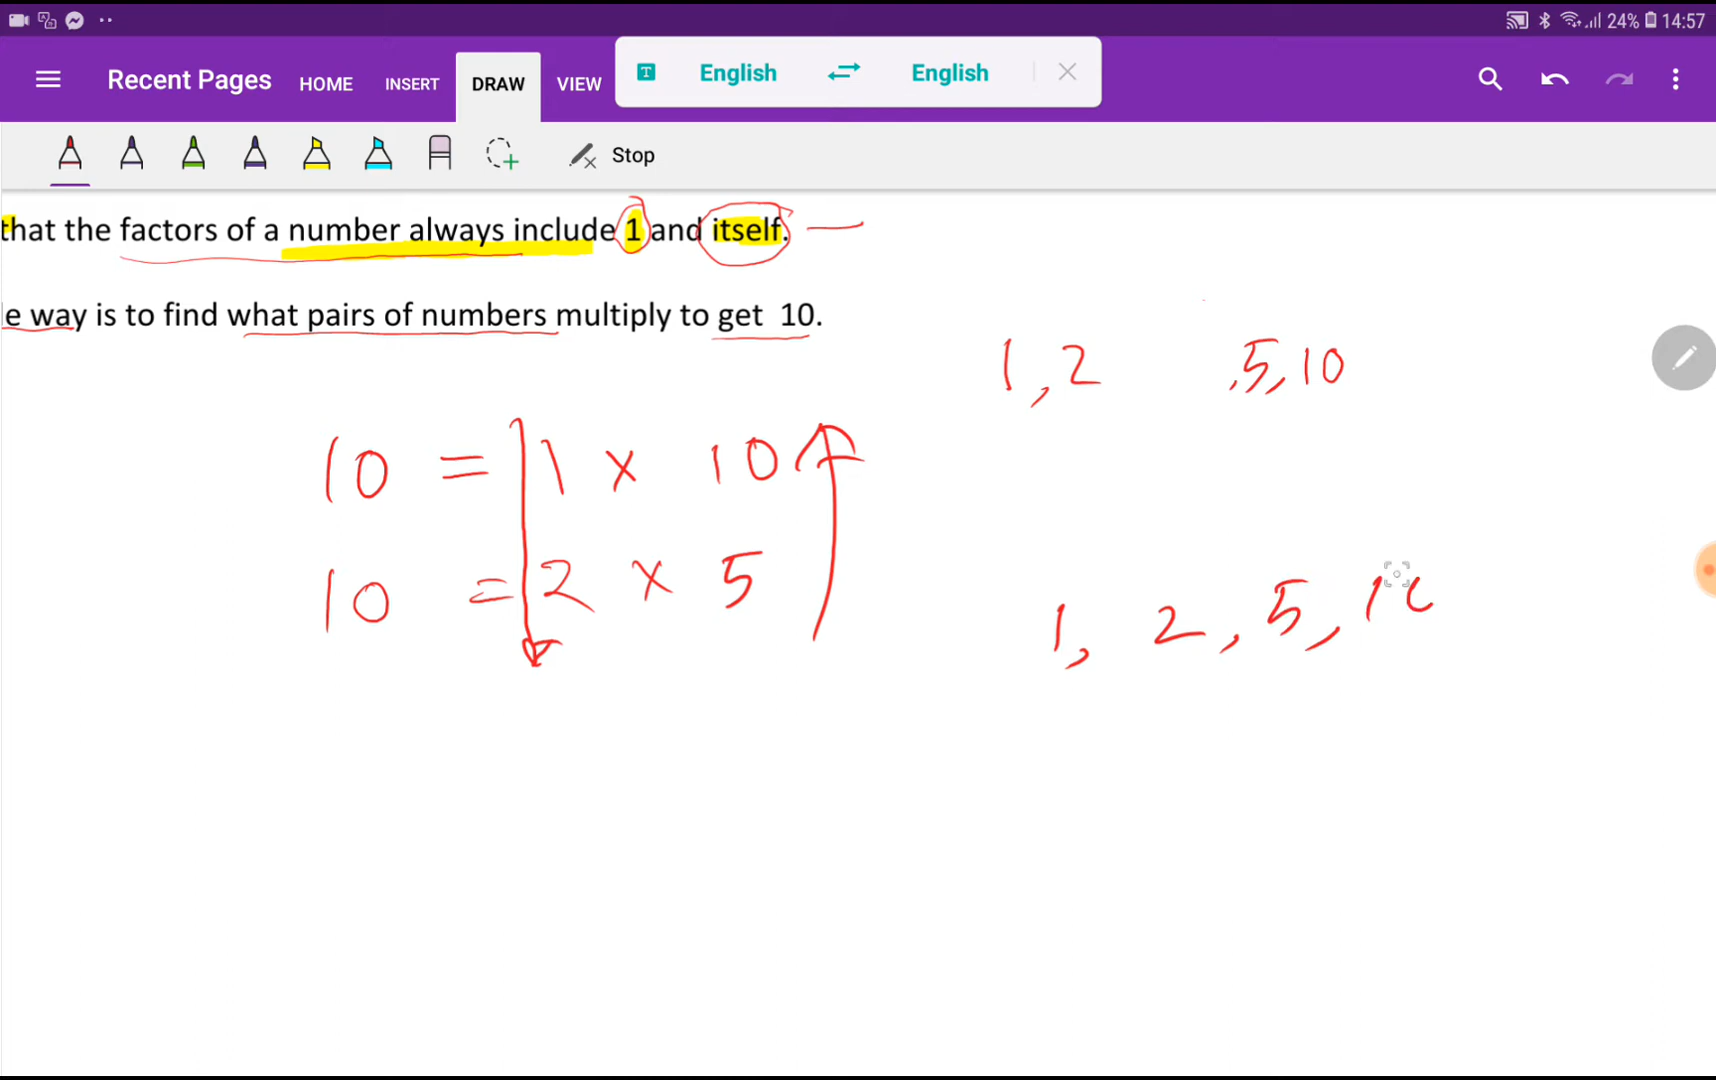 24% 14:57
Recent Pages HOME INSERT DRAW VIEW English English
Stop
that the factors of a number always include 1 and itself.
e way is to find what pairs of numbers multiply to get 10.
1, 2 ,5, 10
10 = 1 x 10
10 = 2 x 5
1, 2, 5, 1